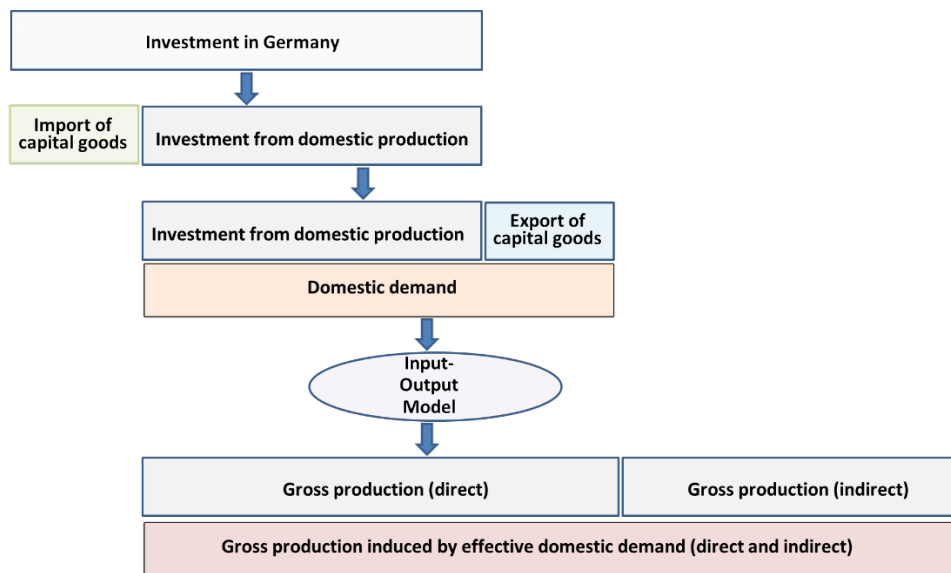 Investment in Germany
Import of
capital goods
Investment from domestic production
Investment from domestic production
Export of
capital goods
Domestic demand
Input-
Output
Model
Gross production (direct)
Gross production (indirect)
Gross production induced by effective domestic demand (direct and indirect)